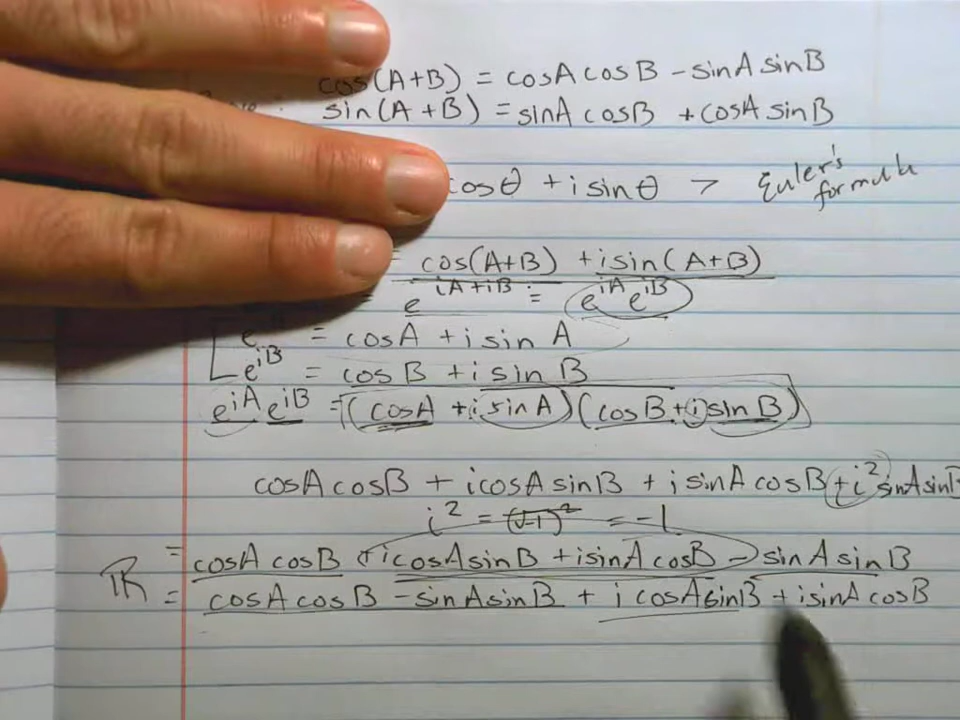 cos(A+B) = cosA cosB - sinA sinB
sin(A+B) = sinA cosB + cosA sinB
cosθ + i sinθ > Euler's formula
= cos(A+B) + isin(A+B)
= e^{iA+iB} = e^{iA} e^{iB}
e = cosA + i sin A
e^{iB} = cos B + i sin B
e^{iA} e^{iB} = (cosA + i sinA)(cosB + i sinB)
cosA cosB + i cosA sinB + i sinA cosB + i² sinA sinB
i² = (√-1)² = -1
= cosA cosB + i cosA sinB + i sinA cosB - sinA sinB
ℝ = cosA cosB - sinA sinB + i cosA sinB + i sinA cosB